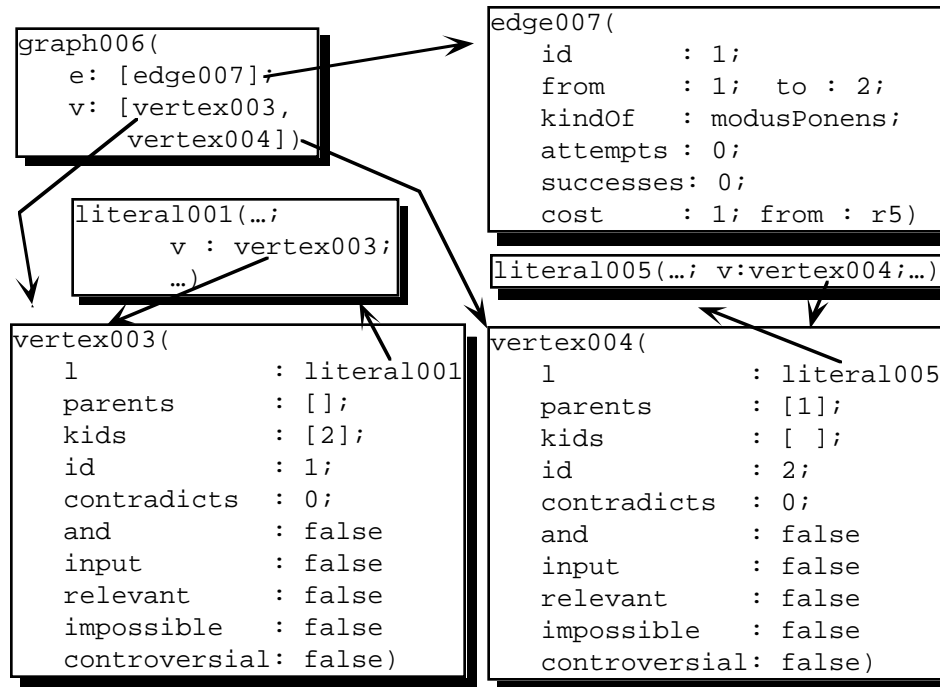 graph006(
e: [edge007];
v: [vertex003,
vertex004])
edge007(
id : 1;
from : 1; to : 2;
kindOf : modusPonens;
attempts : 0;
successes: 0;
cost : 1; from : r5)
literal001(…;
v : vertex003;
…)
literal005(…; v:vertex004;…)
vertex003(
l : literal001
parents : [];
kids : [2];
id : 1;
contradicts : 0;
and : false
input : false
relevant : false
impossible : false
controversial: false)
vertex004(
l : literal005
parents : [1];
kids : [ ];
id : 2;
contradicts : 0;
and : false
input : false
relevant : false
impossible : false
controversial: false)